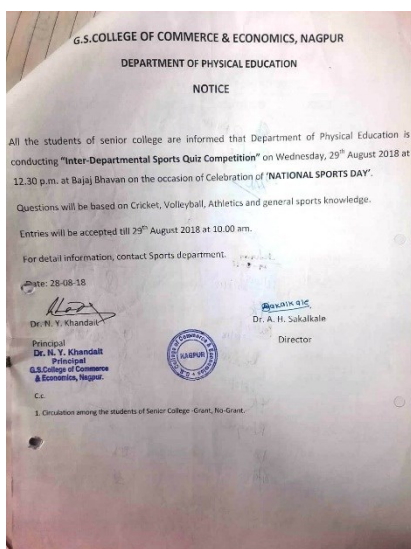 G.S.COLLEGE OF COMMERCE & ECONOMICS, NAGPUR
DEPARTMENT OF PHYSICAL EDUCATION
NOTICE
All the students of senior college are informed that Department of Physical Education is
conducting "Inter-Departmental Sports Quiz Competition" on Wednesday, 29th August 2018 at
12.30 p.m. at Bajaj Bhavan on the occasion of Celebration of 'NATIONAL SPORTS DAY'.
Questions will be based on Cricket, Volleyball, Athletics and general sports knowledge.
Entries will be accepted till 29th August 2018 at 10.00 am.
For detail information, contact Sports department.
Date: 28-08-18
Sakalkale
Dr. N. Y. Khandait
Dr. A. H. Sakalkale
Principal
Director
Dr. N. Y. Khandait
Principal
G.S.College of Commerce
& Economics, Nagpur.
NAGPUR
C.c.
1. Circulation among the students of Senior College -Grant, No-Grant.